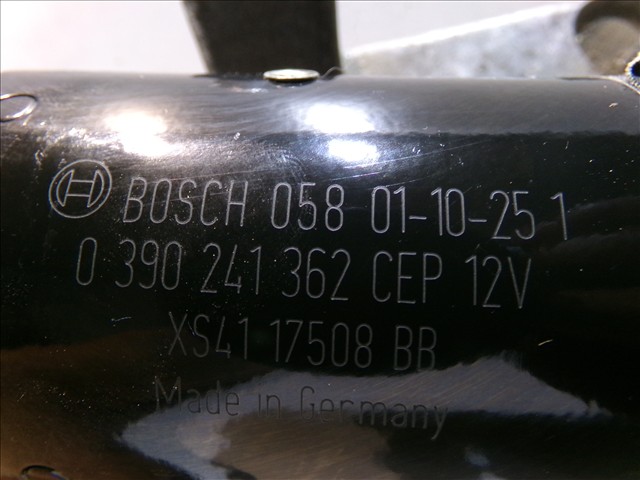 BOSCH 058 01-10-25 1
0 390 241 362 CEP 12V
XS41 17508 BB
Made in Germany